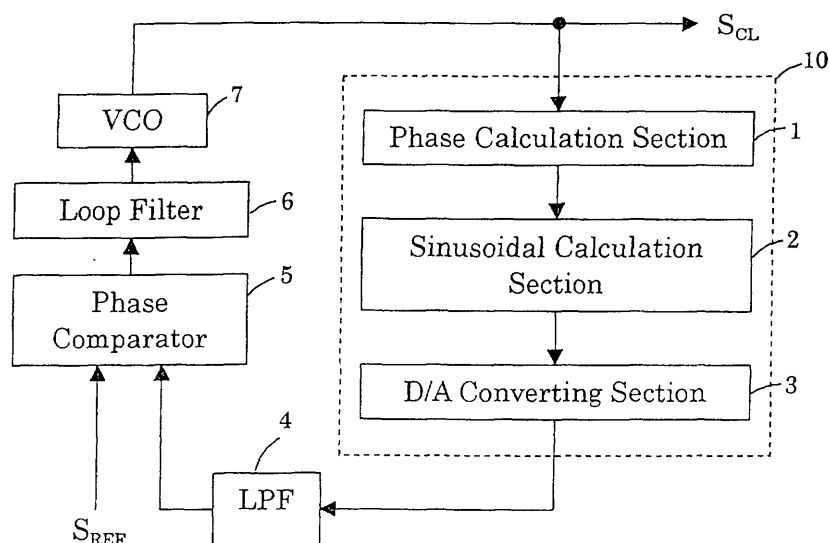 S_CL
10
VCO
7
Phase Calculation Section
1
Loop Filter
6
Sinusoidal Calculation
Section
2
Phase
Comparator
5
D/A Converting Section
3
4
LPF
S_REF